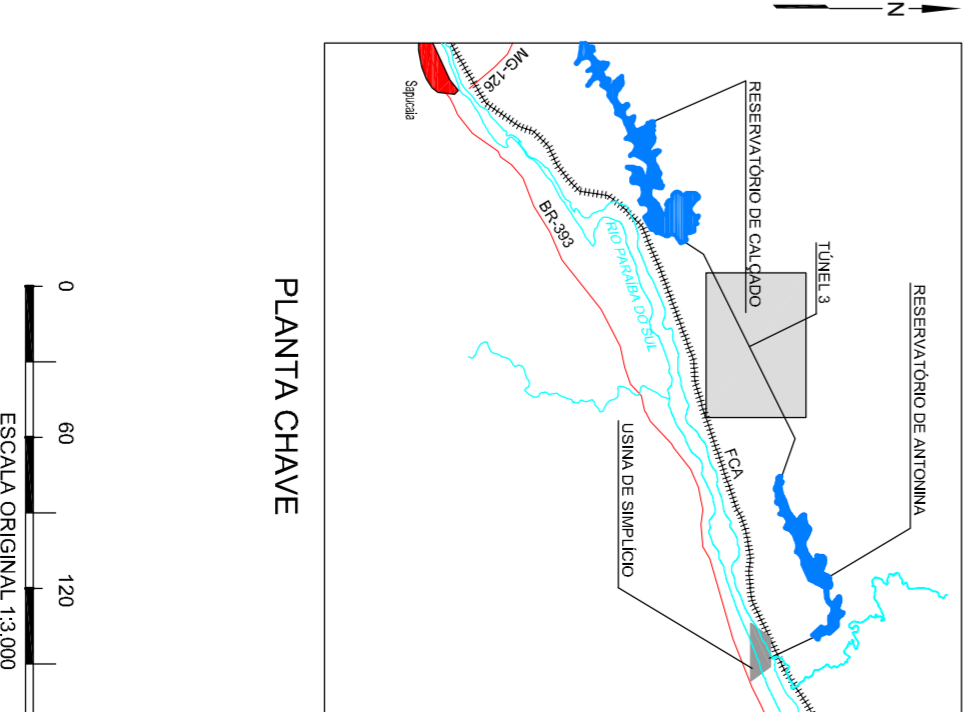 N
MG-126
Sapucaia
RESERVATÓRIO DE CALÇADO
TÚNEL 3
RESERVATÓRIO DE ANTONINA
BR-393
RIO PARAÍBA DO SUL
FCA
USINA DE SIMPLÍCIO
PLANTA CHAVE
0 60 120
ESCALA ORIGINAL 1:3.000